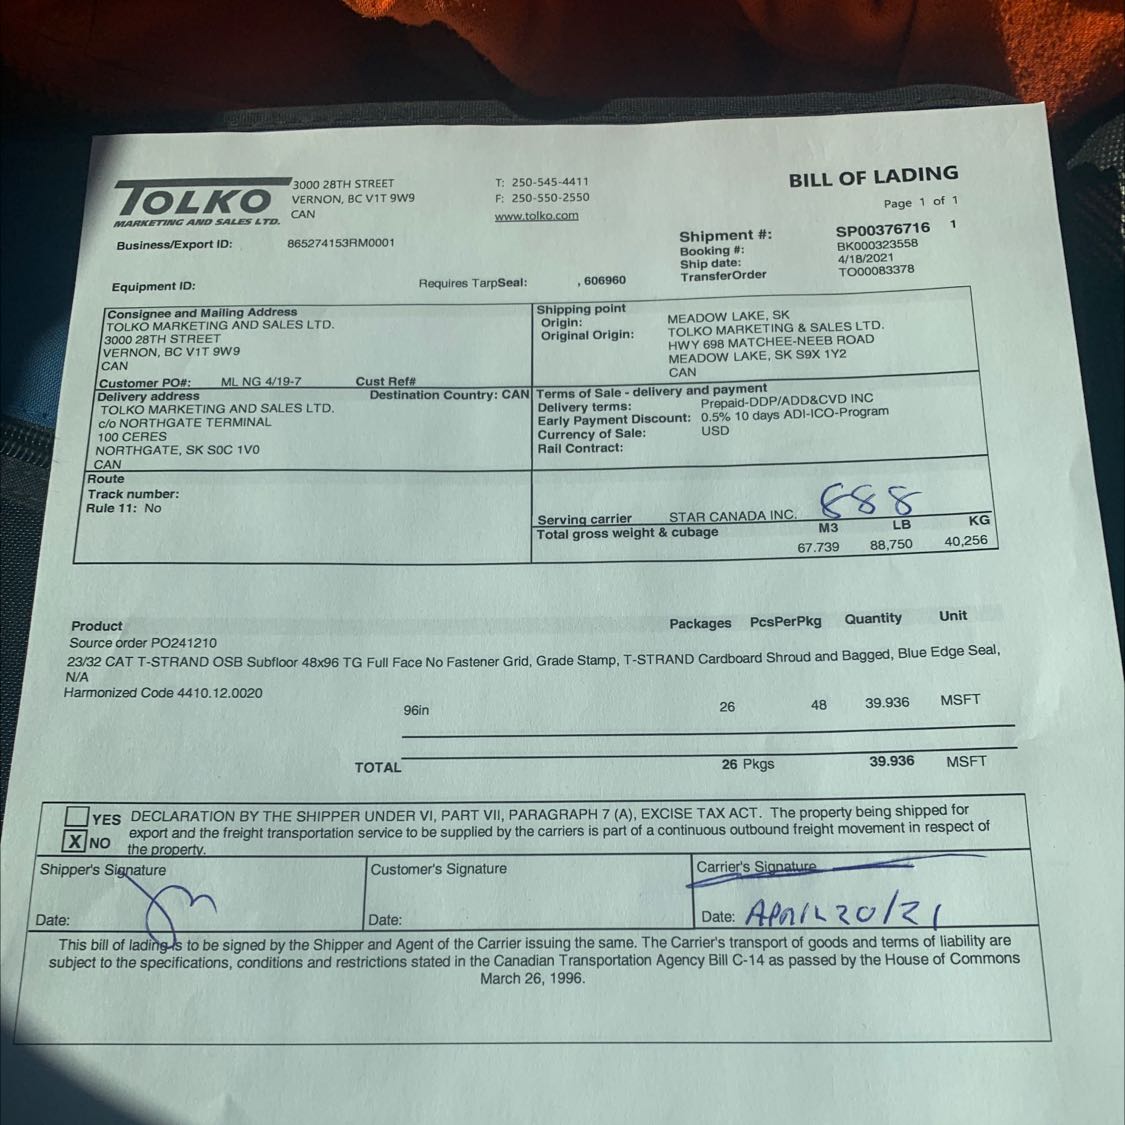 TOLKO
MARKETING AND SALES LTD.
3000 28TH STREET
VERNON, BC V1T 9W9
CAN
T: 250-545-4411
F: 250-550-2550
www.tolko.com
BILL OF LADING
Page 1 of 1
Business/Export ID: 865274153RM0001
Shipment #: SP00376716 1
Booking #: BK000323558
Ship date: 4/18/2021
TransferOrder TO00083378
Equipment ID: Requires TarpSeal: , 606960
Consignee and Mailing Address
TOLKO MARKETING AND SALES LTD.
3000 28TH STREET
VERNON, BC V1T 9W9
CAN
Customer PO#: ML NG 4/19-7 Cust Ref#
Shipping point
Origin: MEADOW LAKE, SK
Original Origin: TOLKO MARKETING & SALES LTD.
HWY 698 MATCHEE-NEEB ROAD
MEADOW LAKE, SK S9X 1Y2
CAN
Delivery address Destination Country: CAN
TOLKO MARKETING AND SALES LTD.
c/o NORTHGATE TERMINAL
100 CERES
NORTHGATE, SK S0C 1V0
CAN
Terms of Sale - delivery and payment
Delivery terms: Prepaid-DDP/ADD&CVD INC
Early Payment Discount: 0.5% 10 days ADI-ICO-Program
Currency of Sale: USD
Rail Contract:
Route
Track number:
Rule 11: No
888
Serving carrier STAR CANADA INC.
Total gross weight & cubage M3 LB KG
67.739 88,750 40,256
Product Packages PcsPerPkg Quantity Unit
Source order PO241210
23/32 CAT T-STRAND OSB Subfloor 48x96 TG Full Face No Fastener Grid, Grade Stamp, T-STRAND Cardboard Shroud and Bagged, Blue Edge Seal,
N/A
Harmonized Code 4410.12.0020
96in 26 48 39.936 MSFT
TOTAL 26 Pkgs 39.936 MSFT
YES DECLARATION BY THE SHIPPER UNDER VI, PART VII, PARAGRAPH 7 (A), EXCISE TAX ACT. The property being shipped for
X NO export and the freight transportation service to be supplied by the carriers is part of a continuous outbound freight movement in respect of
the property.
Shipper's Signature Customer's Signature Carrier's Signature
Date: Date: Date: APRIL 20/21
This bill of lading is to be signed by the Shipper and Agent of the Carrier issuing the same. The Carrier's transport of goods and terms of liability are
subject to the specifications, conditions and restrictions stated in the Canadian Transportation Agency Bill C-14 as passed by the House of Commons
March 26, 1996.